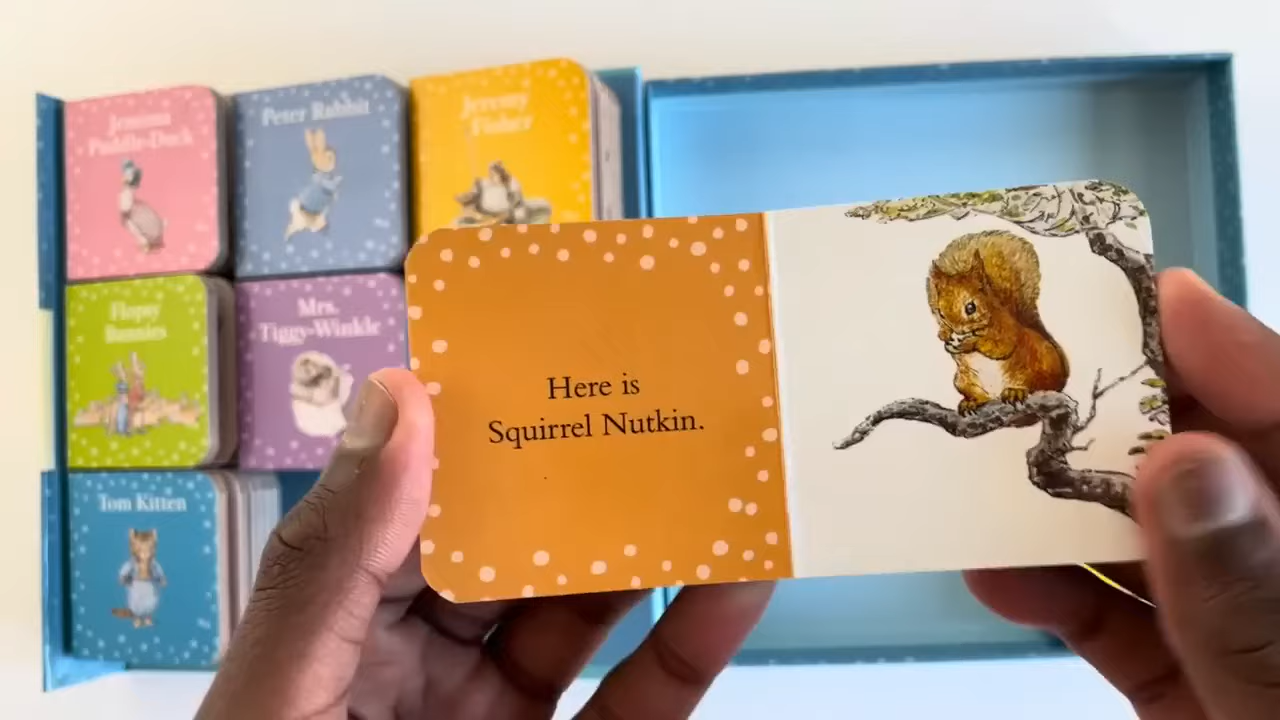 Jemima
Puddle-Duck
Peter Rabbit
Jeremy
Fisher
Flopsy
Bunnies
Mrs.
Tiggy-Winkle
Tom Kitten
Here is
Squirrel Nutkin.